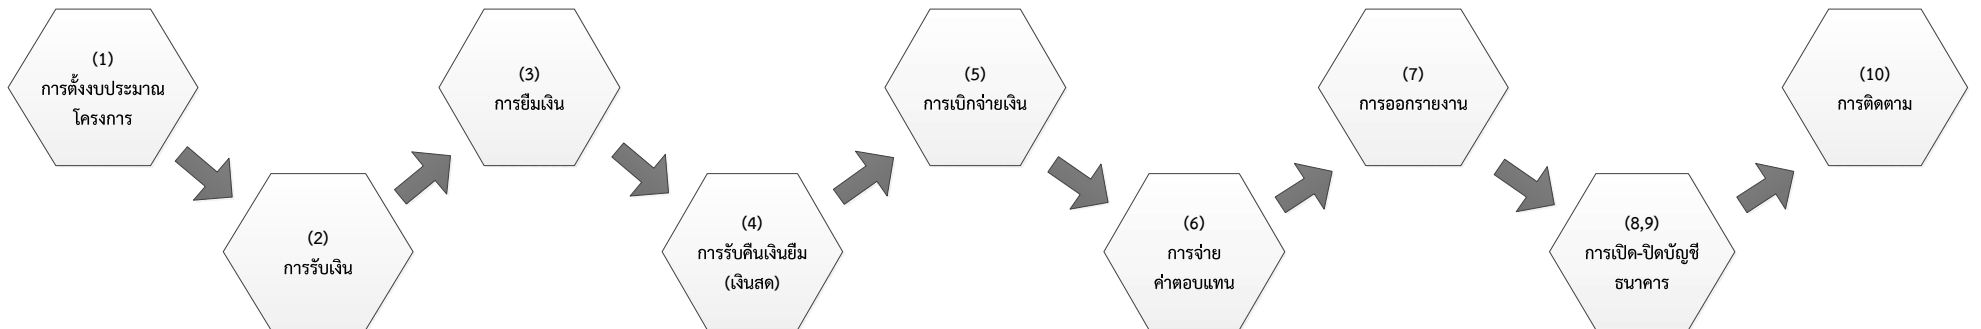 (1)
การตั้งงบประมาณ
โครงการ
(2)
การรับเงิน
(3)
การยืมเงิน
(4)
การรับคืนเงินยืม
(เงินสด)
(5)
การเบิกจ่ายเงิน
(6)
การจ่าย
ค่าตอบแทน
(7)
การออกรายงาน
(8,9)
การเปิด-ปิดบัญชี
ธนาคาร
(10)
การติดตาม